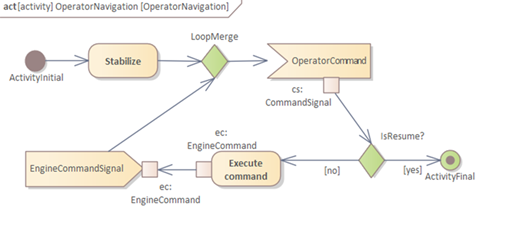 act [activity] OperatorNavigation [OperatorNavigation]
LoopMerge
Stabilize
OperatorCommand
ActivityInitial
cs:
CommandSignal
IsResume?
ec:
EngineCommand
EngineCommandSignal
Execute
command
[no]
[yes]
ActivityFinal
ec:
EngineCommand